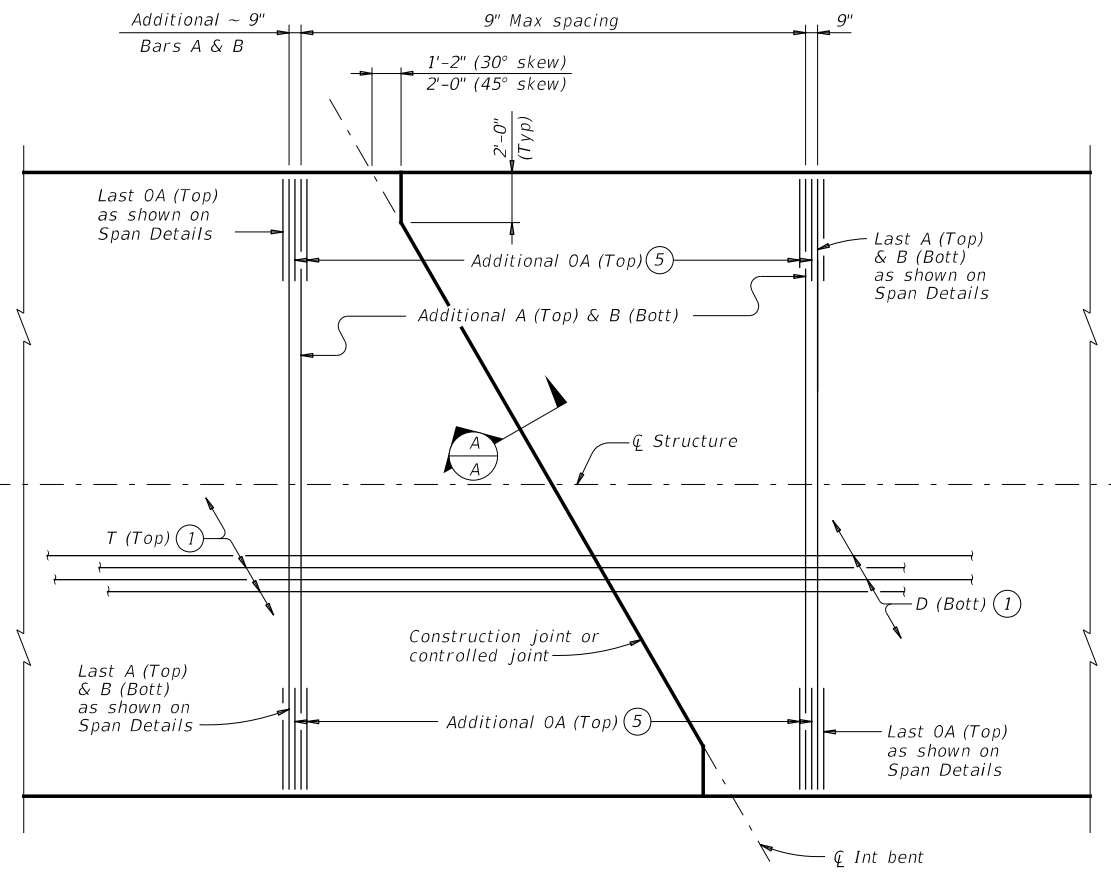 Additional ~ 9"
Bars A & B
9" Max spacing
9"
1'-2" (30° skew)
2'-0" (45° skew)
2'-0"
(Typ)
Last OA (Top)
as shown on
Span Details
Last A (Top)
& B (Bott)
as shown on
Span Details
Additional OA (Top) 5
Additional A (Top) & B (Bott)
A
A
℄ Structure
T (Top) 1
D (Bott) 1
Construction joint or
controlled joint
Last A (Top)
& B (Bott)
as shown on
Span Details
Additional OA (Top) 5
Last OA (Top)
as shown on
Span Details
℄ Int bent